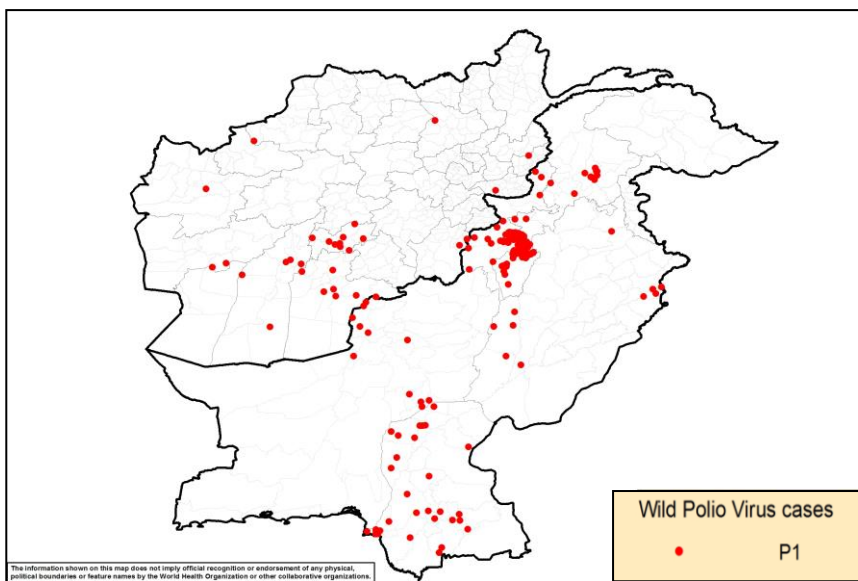 Wild Polio Virus cases
P1
The information shown on this map does not imply official recognition or endorsement of any physical,
political boundaries or feature names by the World Health Organization or other collaborative organizations.